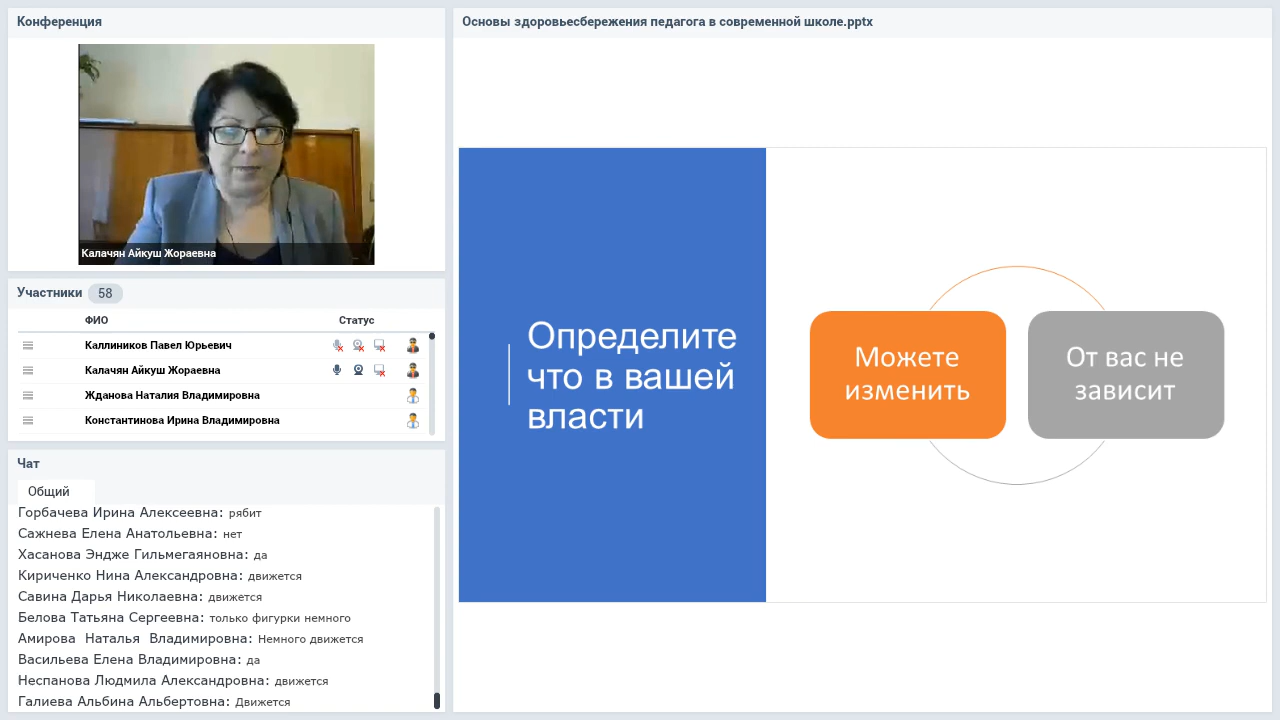 Конференция
Калачян Айкуш Жораевна
Участники 58
ФИО Статус
Каллиников Павел Юрьевич
Калачян Айкуш Жораевна
Жданова Наталия Владимировна
Константинова Ирина Владимировна
Чат
Общий
Горбачева Ирина Алексеевна: рябит
Сажнева Елена Анатольевна: нет
Хасанова Эндже Гильмегаяновна: да
Кириченко Нина Александровна: движется
Савина Дарья Николаевна: движется
Белова Татьяна Сергеевна: только фигурки немного
Амирова Наталья Владимировна: Немного движется
Васильева Елена Владимировна: да
Неспанова Людмила Александровна: движется
Галиева Альбина Альбертовна: Движется
Основы здоровьесбережения педагога в современной школе.pptx
Определите
что в вашей
власти
Можете
изменить
От вас не
зависит